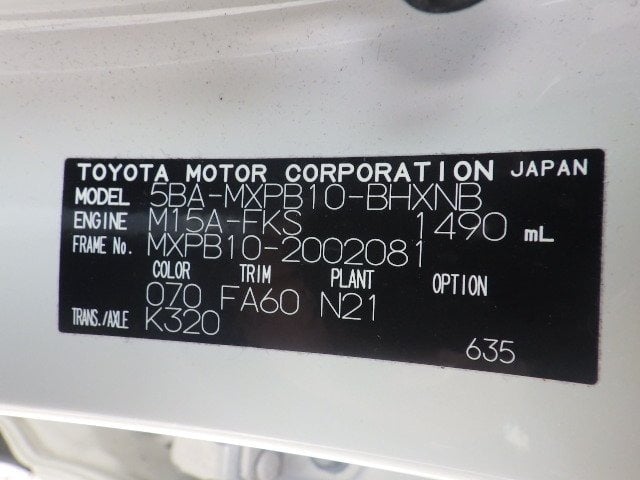 TOYOTA MOTOR CORPORATION JAPAN
MODEL 5BA-MXPB10-BHXNB
ENGINE M15A-FKS 1490 mL
FRAME No. MXPB10-2002081
COLOR TRIM PLANT OPTION
070 FA60 N21
TRANS./AXLE K320
635